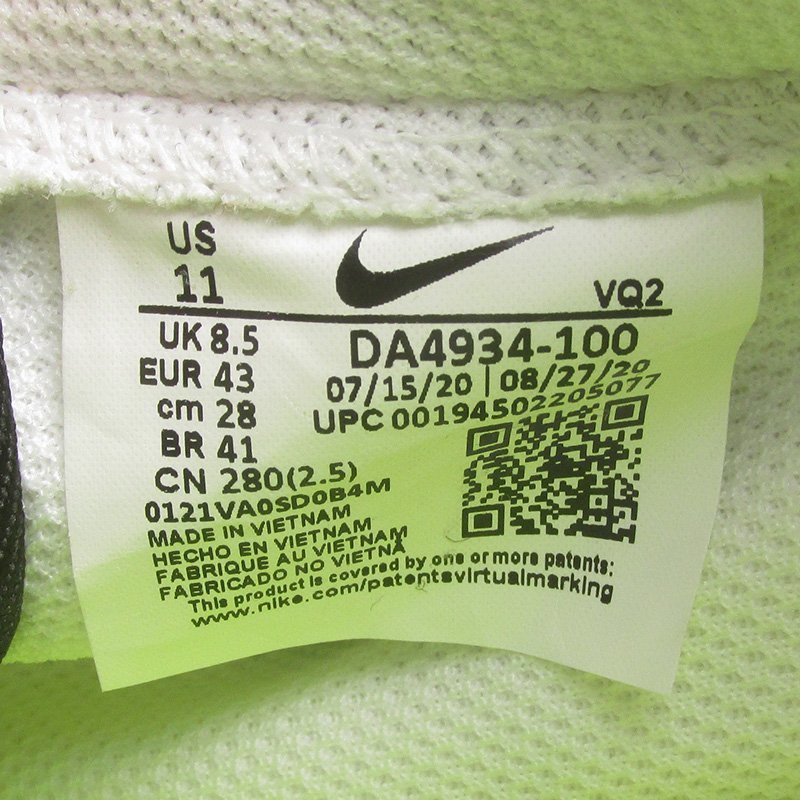 US
11
VQ2
UK 8.5
EUR 43
cm 28
BR 41
CN 280(2.5)
DA4934-100
07/15/20 | 08/27/20
UPC 00194502205077
0121VA0SD0B4M
MADE IN VIETNAM
HECHO EN VIETNAM
FABRIQUE AU VIETNAM
FABRICADO NO VIETNÃ
This product is covered by one or more patents:
www.nike.com/patentsvirtualmarking